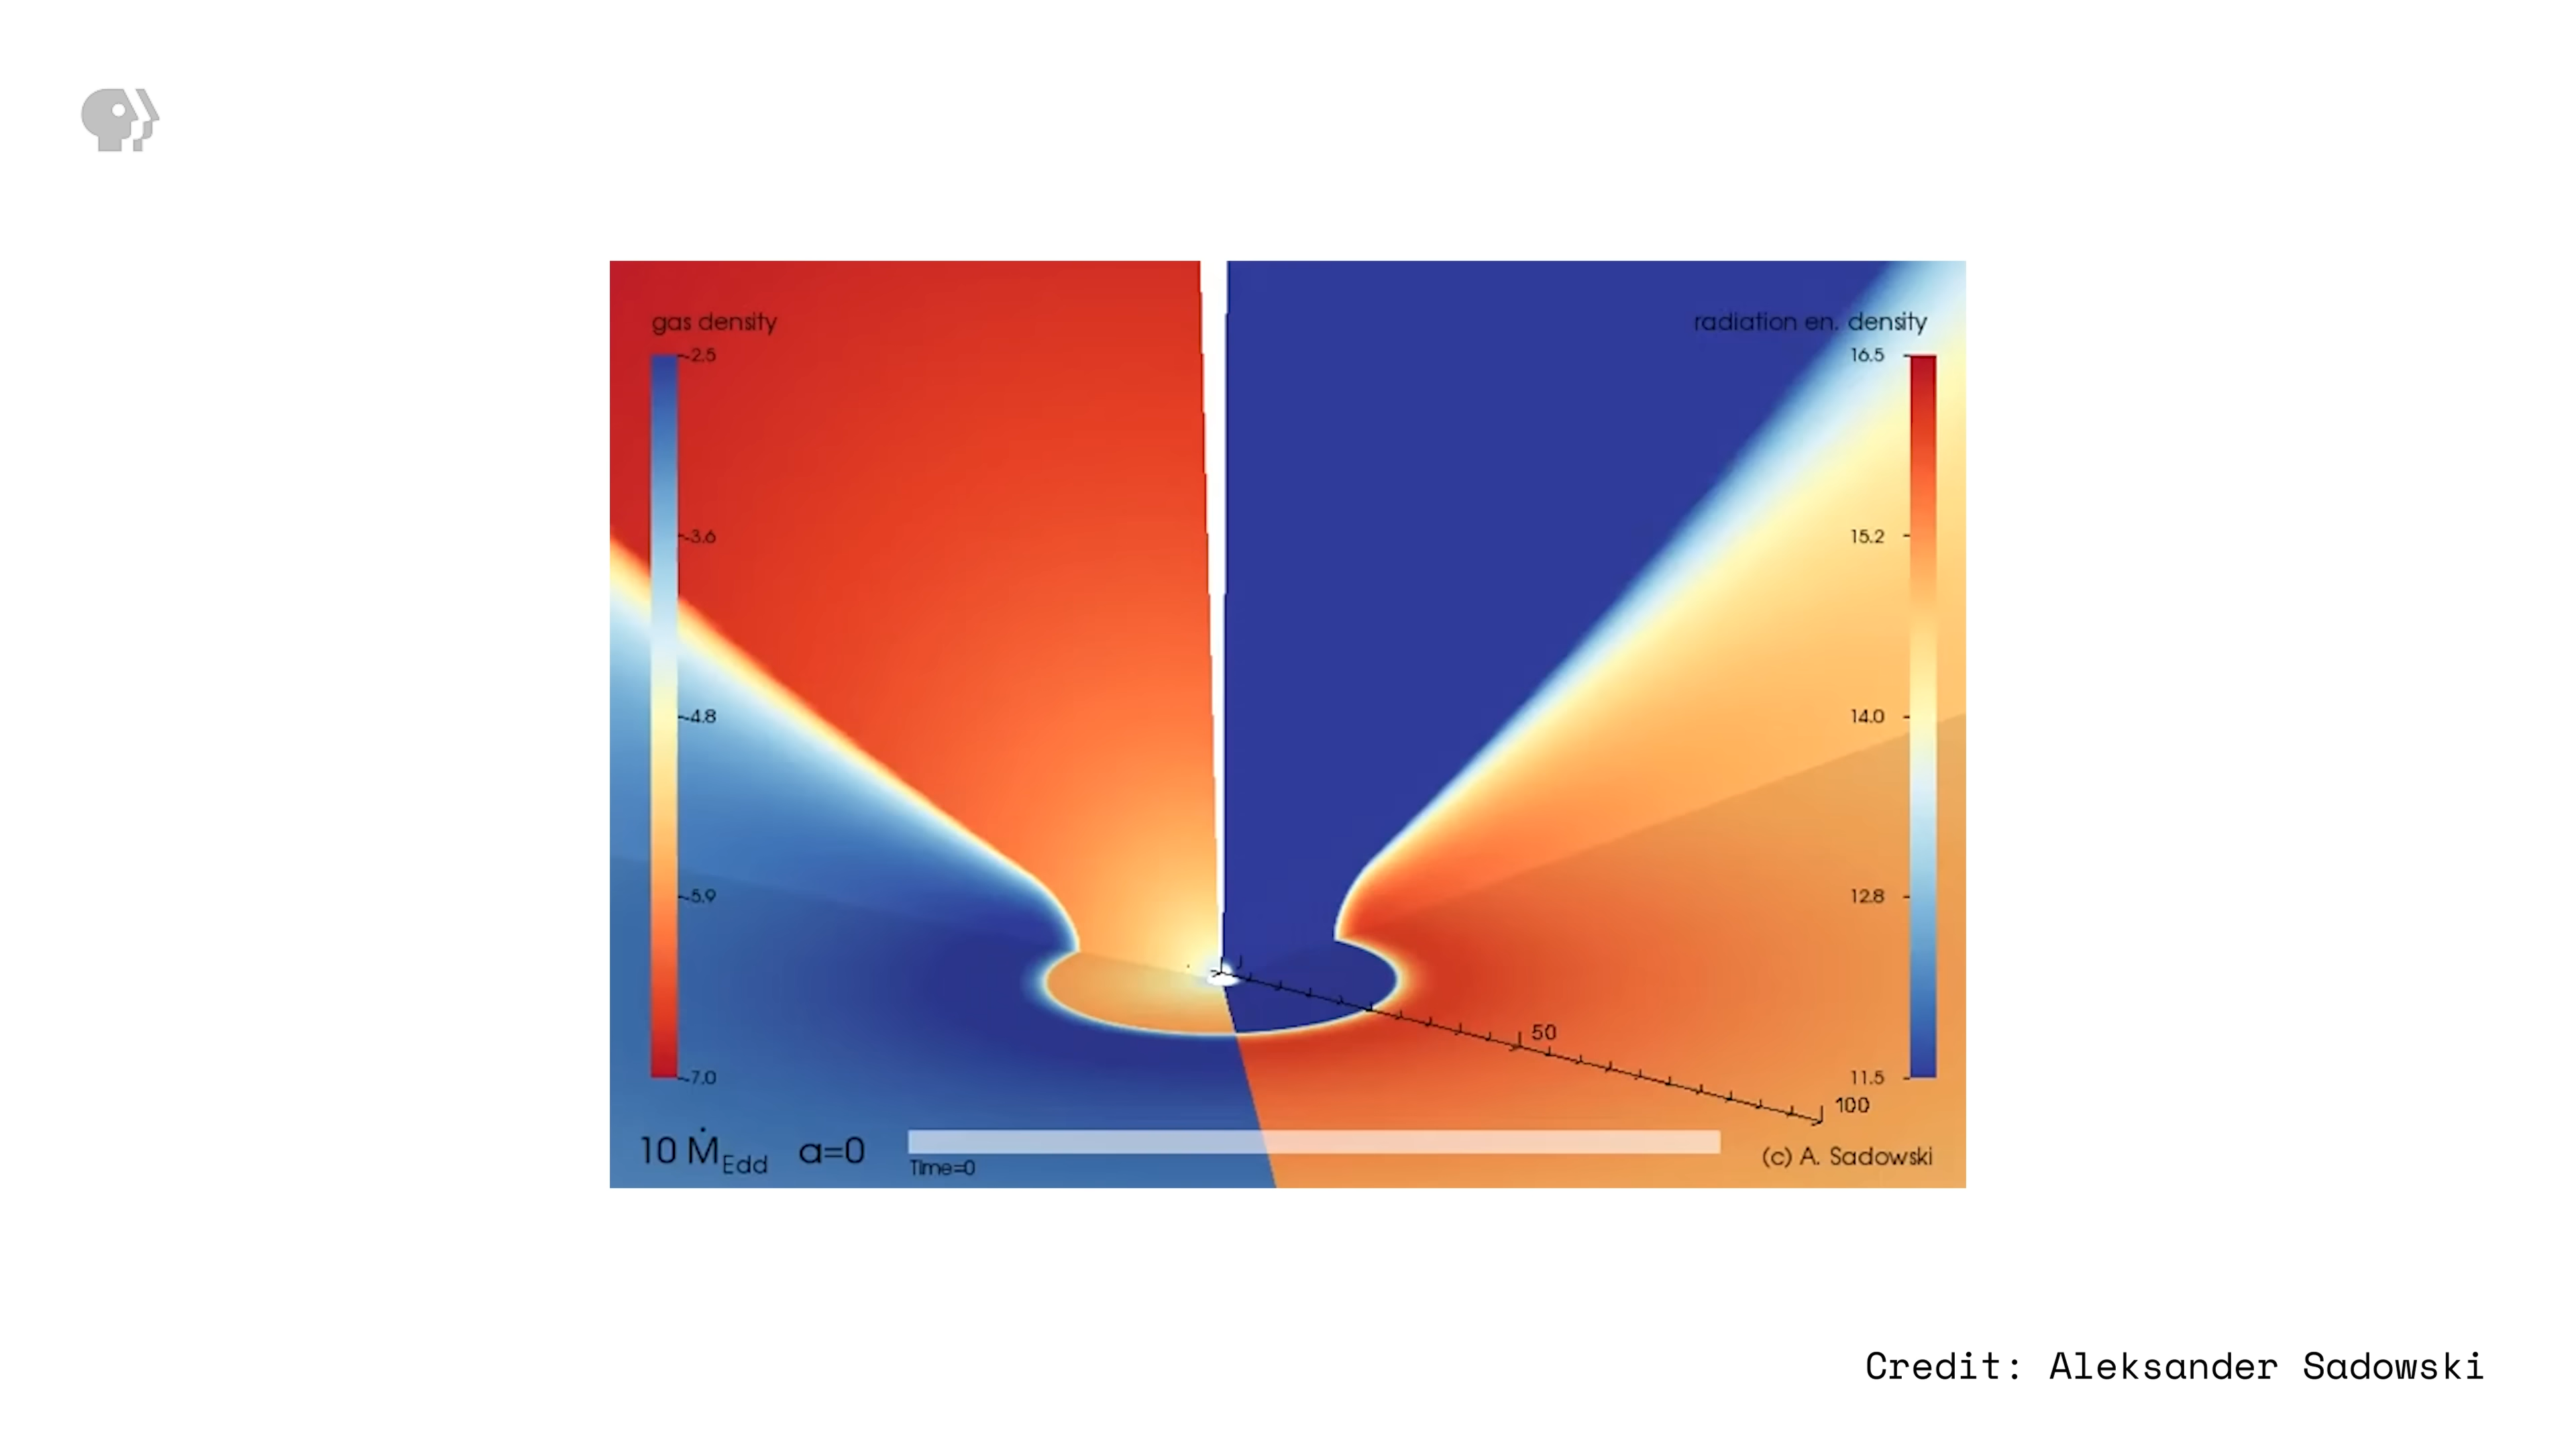 gas density
-2.5
-3.6
-4.8
-5.9
-7.0
radiation en. density
16.5
15.2
14.0
12.8
11.5
50
100
10 ṀEdd a=0
Time=0
(c) A. Sadowski
Credit: Aleksander Sadowski